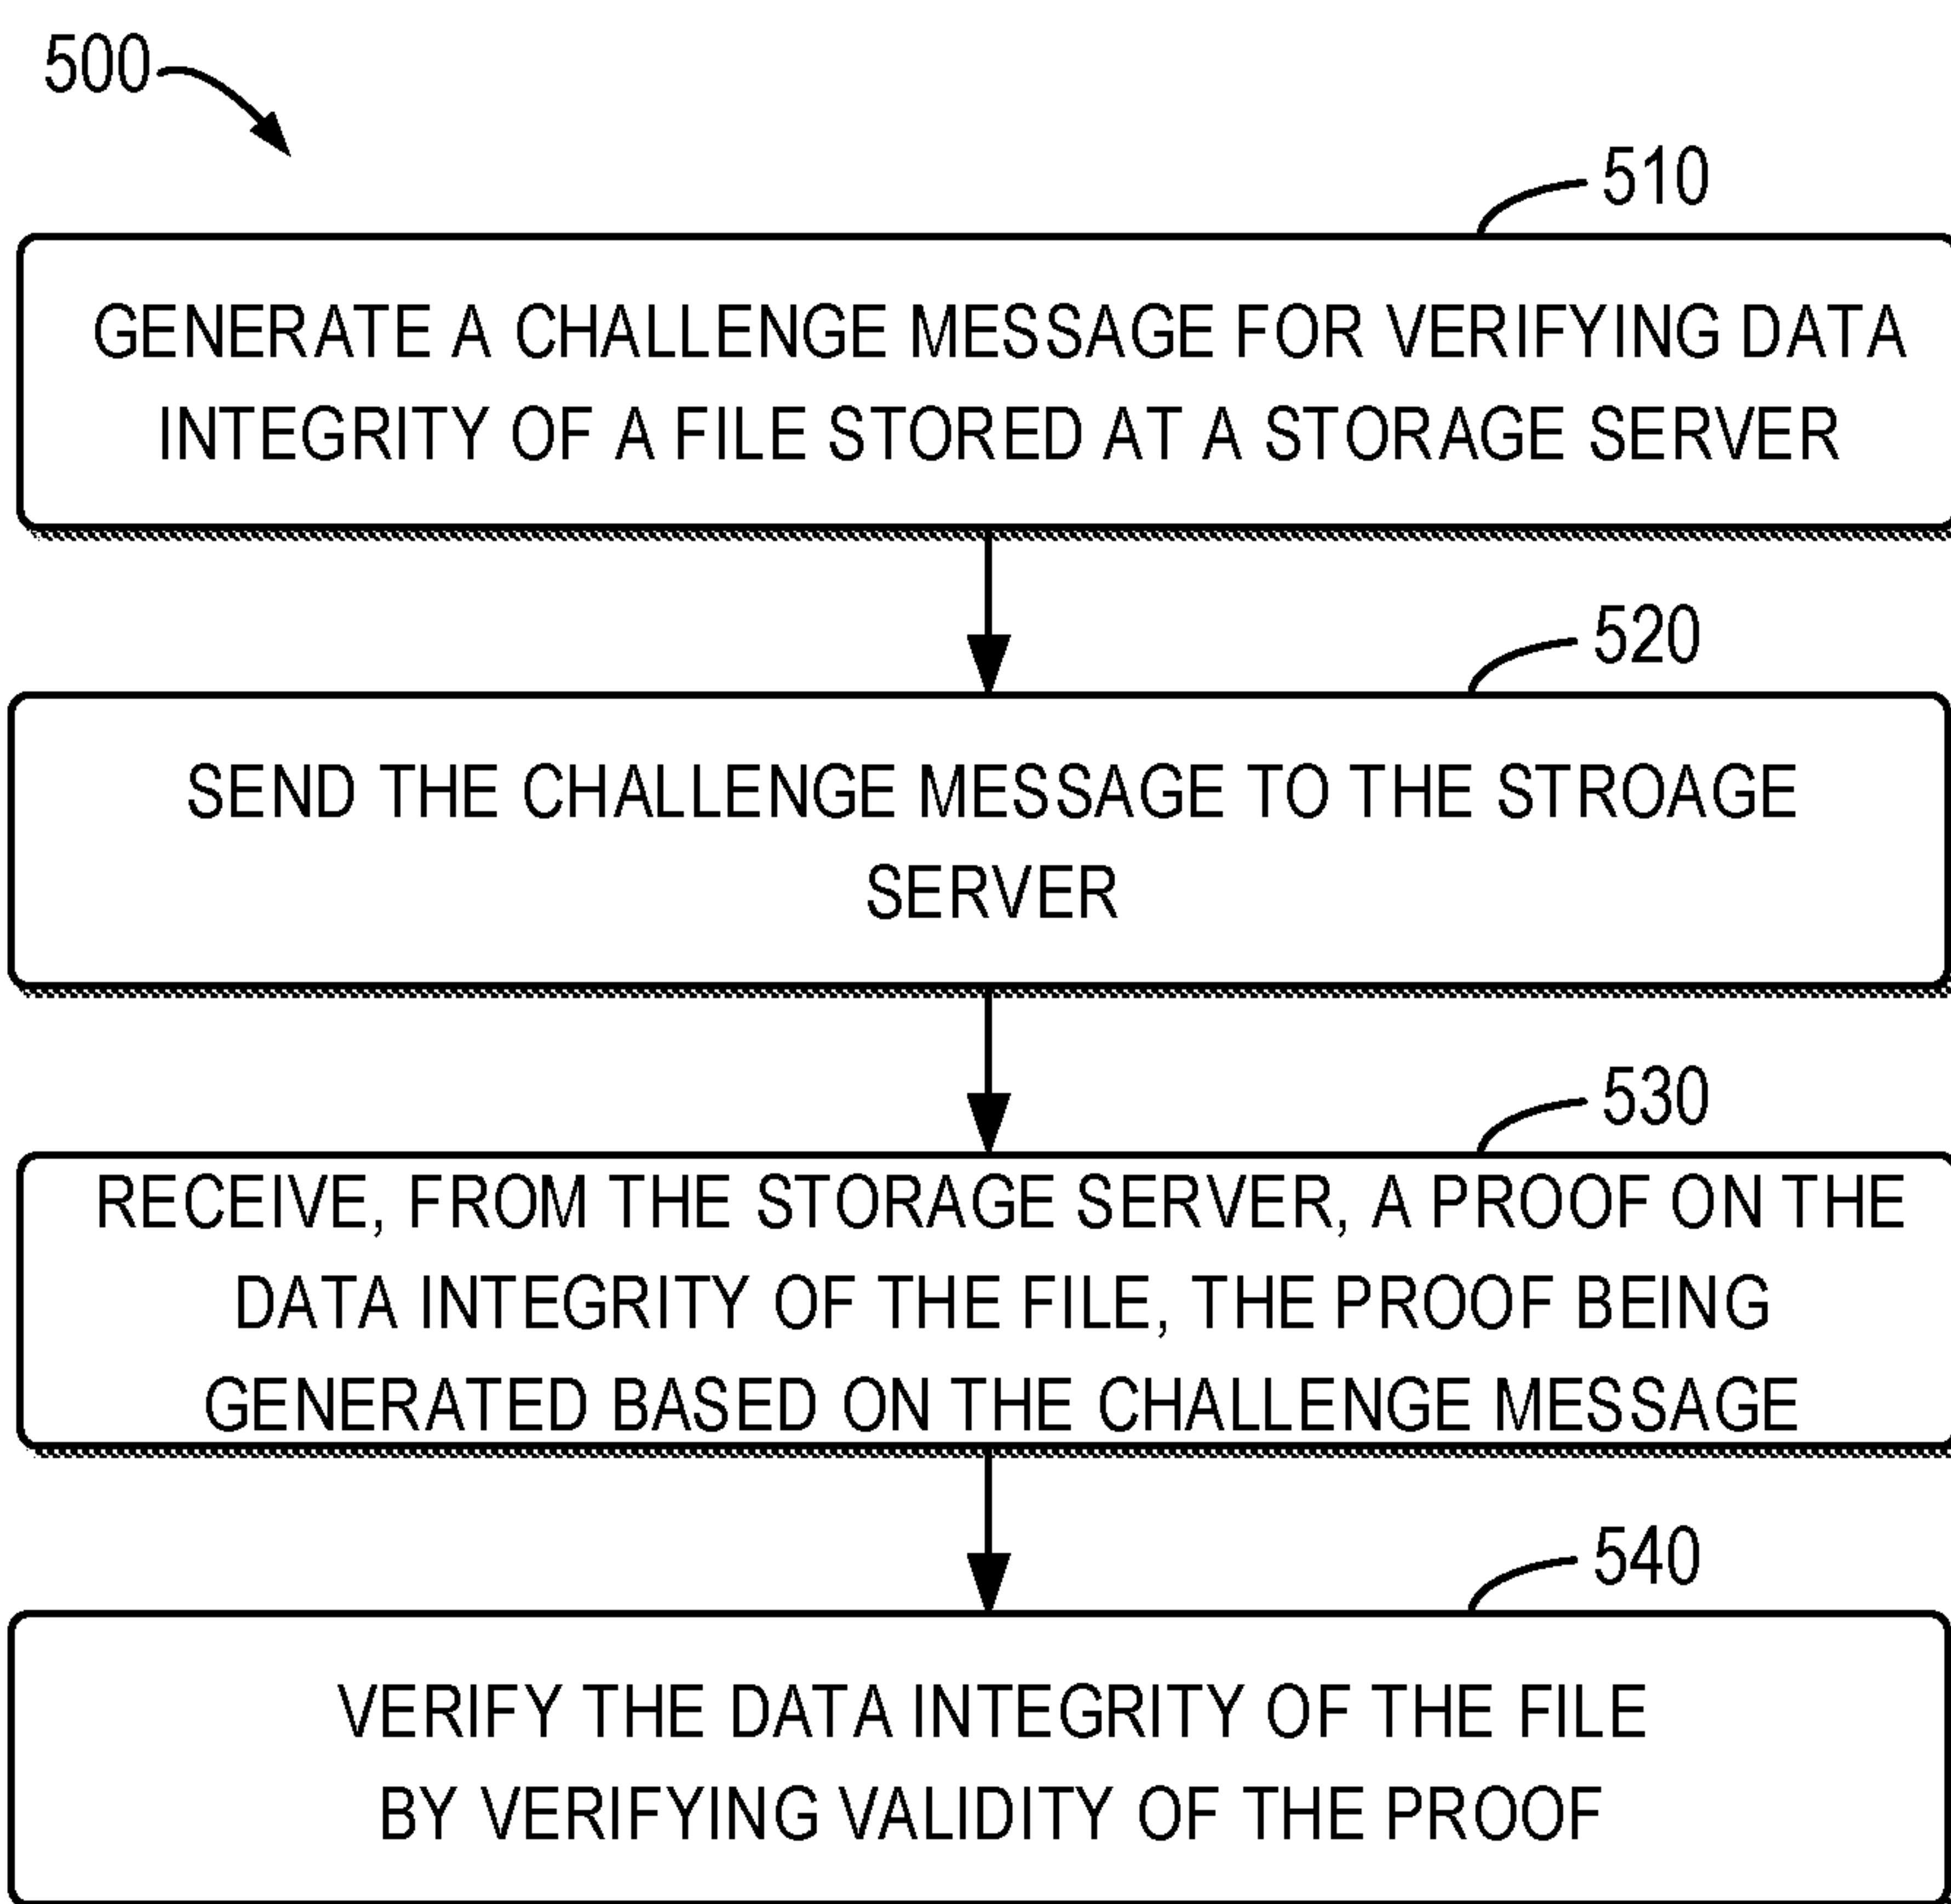 500
510
GENERATE A CHALLENGE MESSAGE FOR VERIFYING DATA
INTEGRITY OF A FILE STORED AT A STORAGE SERVER
520
SEND THE CHALLENGE MESSAGE TO THE STROAGE
SERVER
530
RECEIVE, FROM THE STORAGE SERVER, A PROOF ON THE
DATA INTEGRITY OF THE FILE, THE PROOF BEING
GENERATED BASED ON THE CHALLENGE MESSAGE
540
VERIFY THE DATA INTEGRITY OF THE FILE
BY VERIFYING VALIDITY OF THE PROOF